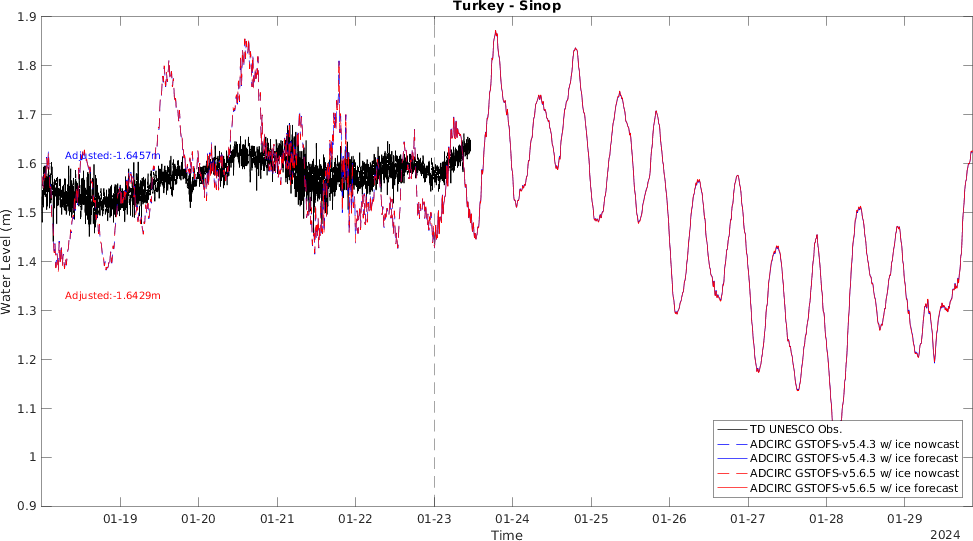 Turkey - Sinop
1.9
1.8
1.7
1.6
1.5
1.4
1.3
1.2
1.1
1
0.9
Water Level (m)
Adjusted:-1.6457m
Adjusted:-1.6429m
TD UNESCO Obs.
ADCIRC GSTOFS-v5.4.3 w/ ice nowcast
ADCIRC GSTOFS-v5.4.3 w/ ice forecast
ADCIRC GSTOFS-v5.6.5 w/ ice nowcast
ADCIRC GSTOFS-v5.6.5 w/ ice forecast
01-19 01-20 01-21 01-22 01-23 01-24 01-25 01-26 01-27 01-28 01-29
Time
2024